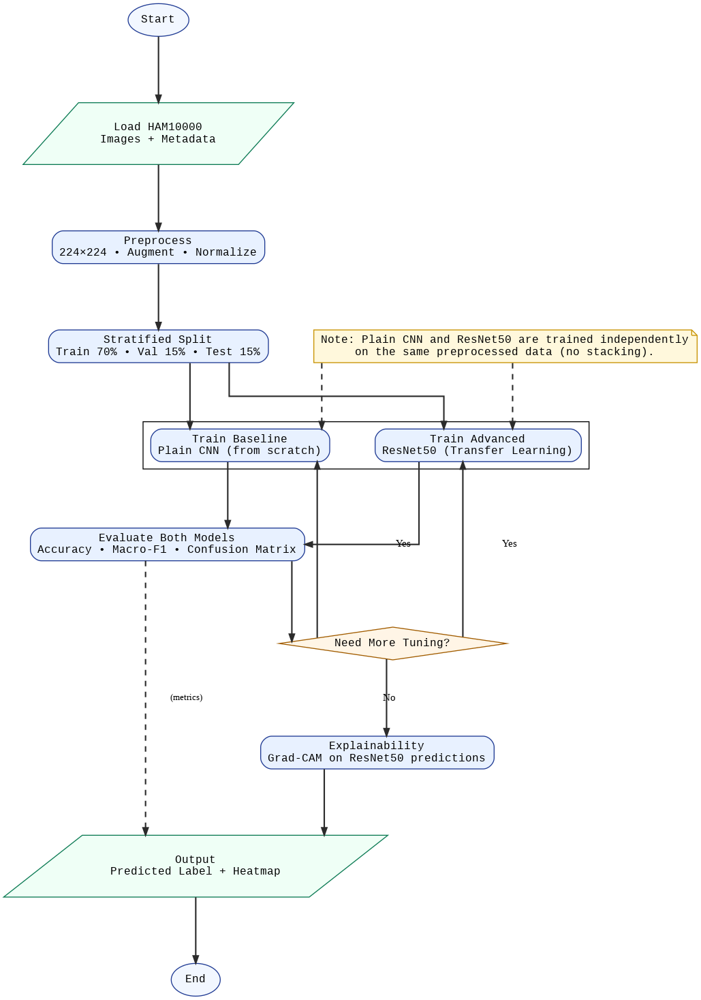 Start
Load HAM10000
Images + Metadata
Preprocess
224×224 • Augment • Normalize
Stratified Split
Train 70% • Val 15% • Test 15%
Note: Plain CNN and ResNet50 are trained independently
on the same preprocessed data (no stacking).
Train Baseline
Plain CNN (from scratch)
Train Advanced
ResNet50 (Transfer Learning)
Evaluate Both Models
Accuracy • Macro-F1 • Confusion Matrix
Yes
Yes
Need More Tuning?
(metrics)
No
Explainability
Grad-CAM on ResNet50 predictions
Output
Predicted Label + Heatmap
End